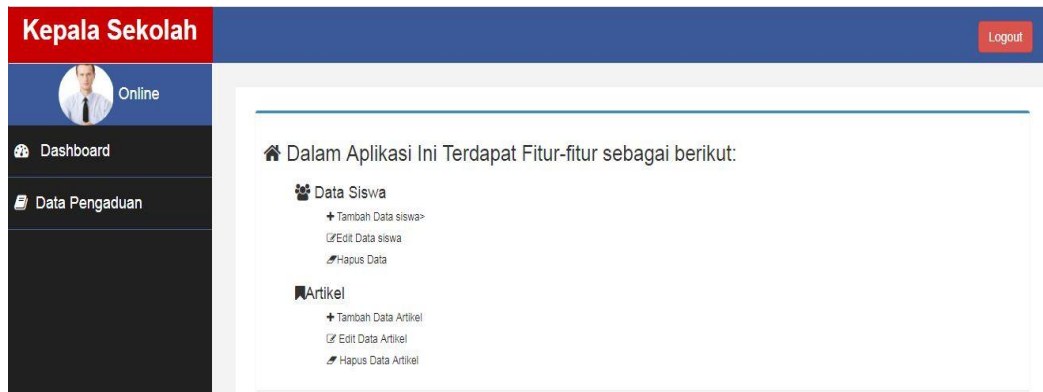 Kepala Sekolah
Logout
Online
Dashboard
Data Pengaduan
Dalam Aplikasi Ini Terdapat Fitur-fitur sebagai berikut:
Data Siswa
Tambah Data siswa>
Edit Data siswa
Hapus Data
Artikel
Tambah Data Artikel
Edit Data Artikel
Hapus Data Artikel